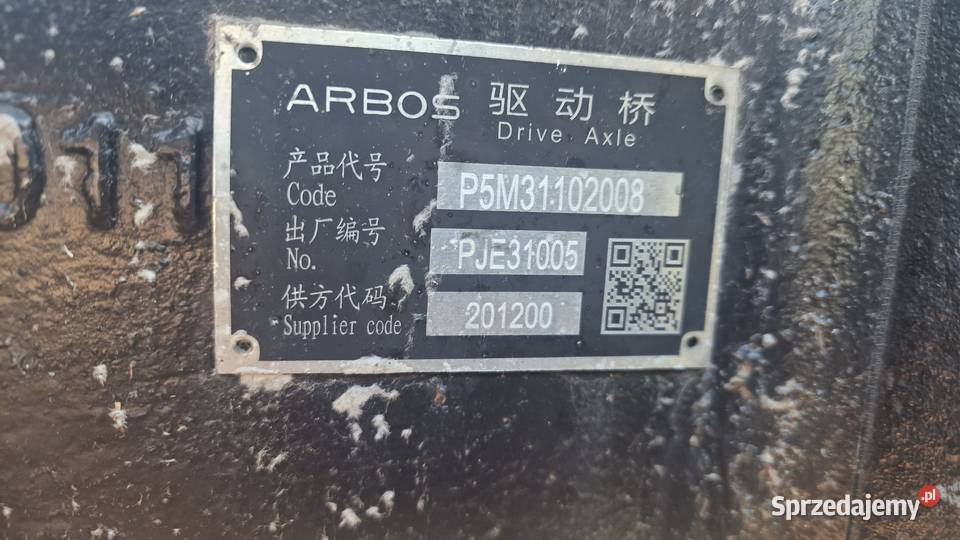 011
ARBOS 驱动桥
Drive Axle
产品代号
Code
P5M31102008
出厂编号
No.
PJE31005
供方代码
Supplier code
201200
Sprzedajemy.pl